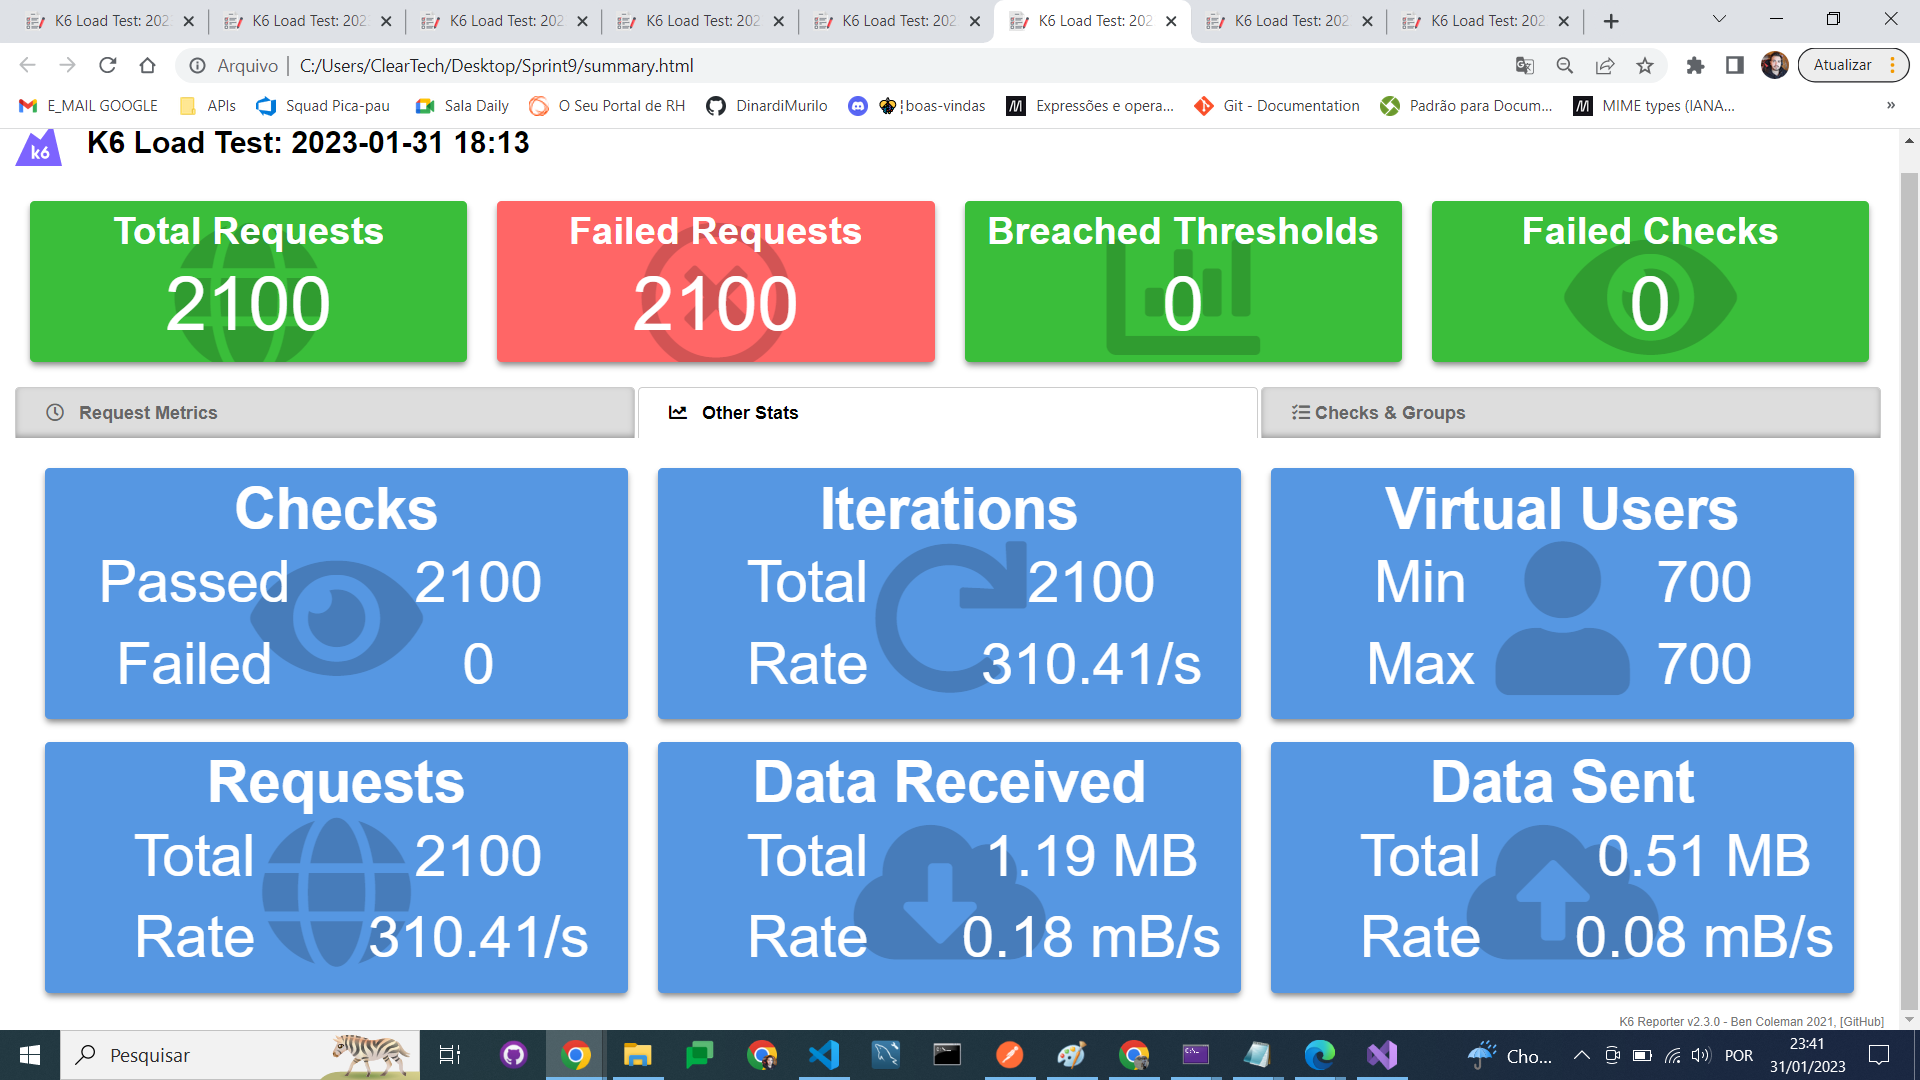 K6 Load Test: 202
K6 Load Test: 202
K6 Load Test: 202
K6 Load Test: 202
K6 Load Test: 202
K6 Load Test: 202
K6 Load Test: 202
K6 Load Test: 202
Arquivo
C:/Users/ClearTech/Desktop/Sprint9/summary.html
Atualizar
E_MAIL GOOGLE
APIs
Squad Pica-pau
Sala Daily
O Seu Portal de RH
DinardiMurilo
¦boas-vindas
Expressões e opera...
Git - Documentation
Padrão para Docum...
MIME types (IANA...
»
k6
K6 Load Test: 2023-01-31 18:13
Total Requests
2100
Failed Requests
2100
Breached Thresholds
0
Failed Checks
0
Request Metrics
Other Stats
Checks & Groups
Checks
Passed 2100
Failed 0
Iterations
Total 2100
Rate 310.41/s
Virtual Users
Min 700
Max 700
Requests
Total 2100
Rate 310.41/s
Data Received
Total 1.19 MB
Rate 0.18 mB/s
Data Sent
Total 0.51 MB
Rate 0.08 mB/s
K6 Reporter v2.3.0 - Ben Coleman 2021, [GitHub]
Pesquisar
Cho...
POR
23:41
31/01/2023